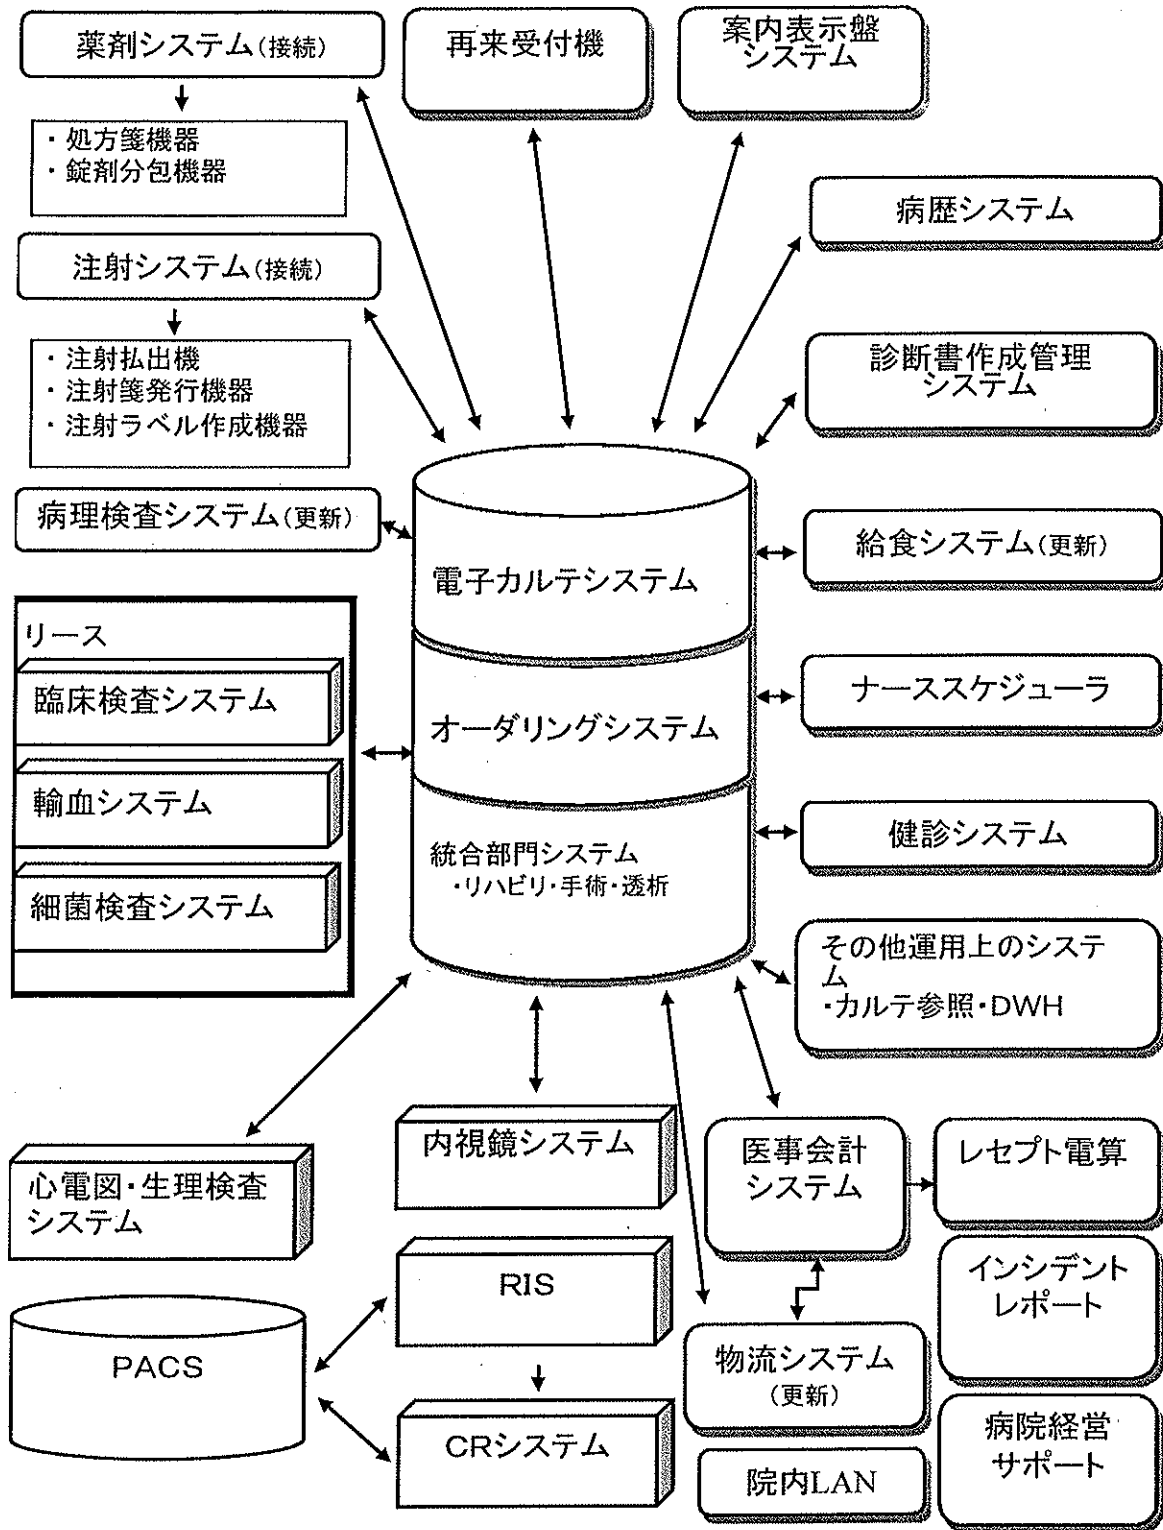 薬剤システム(接続)
再来受付機
案内表示盤
システム
・処方箋機器
・錠剤分包機器
病歴システム
注射システム(接続)
・注射払出機
・注射箋発行機器
・注射ラベル作成機器
診断書作成管理
システム
病理検査システム(更新)
給食システム(更新)
電子カルテシステム
リース
臨床検査システム
輸血システム
細菌検査システム
オーダリングシステム
ナーススケジューラ
統合部門システム
・リハビリ・手術・透析
健診システム
その他運用上のシステ
ム
・カルテ参照・DWH
心電図・生理検査
システム
内視鏡システム
医事会計
システム
レセプト電算
RIS
インシデント
レポート
PACS
物流システム
(更新)
CRシステム
病院経営
サポート
院内LAN